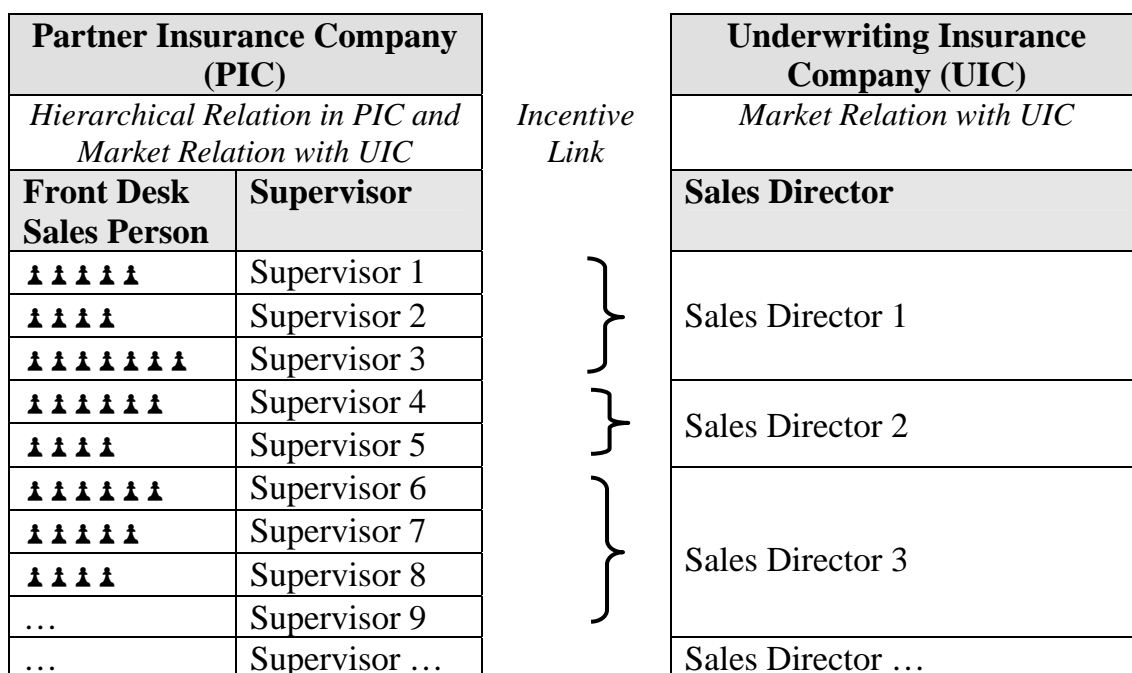 Partner Insurance Company
(PIC)
Underwriting Insurance
Company (UIC)
Hierarchical Relation in PIC and
Market Relation with UIC
Incentive
Link
Market Relation with UIC
Front Desk
Sales Person
Supervisor
Sales Director
Supervisor 1
Supervisor 2
Supervisor 3
Sales Director 1
Supervisor 4
Supervisor 5
Sales Director 2
Supervisor 6
Supervisor 7
Supervisor 8
… Supervisor 9
Sales Director 3
… Supervisor …
Sales Director …